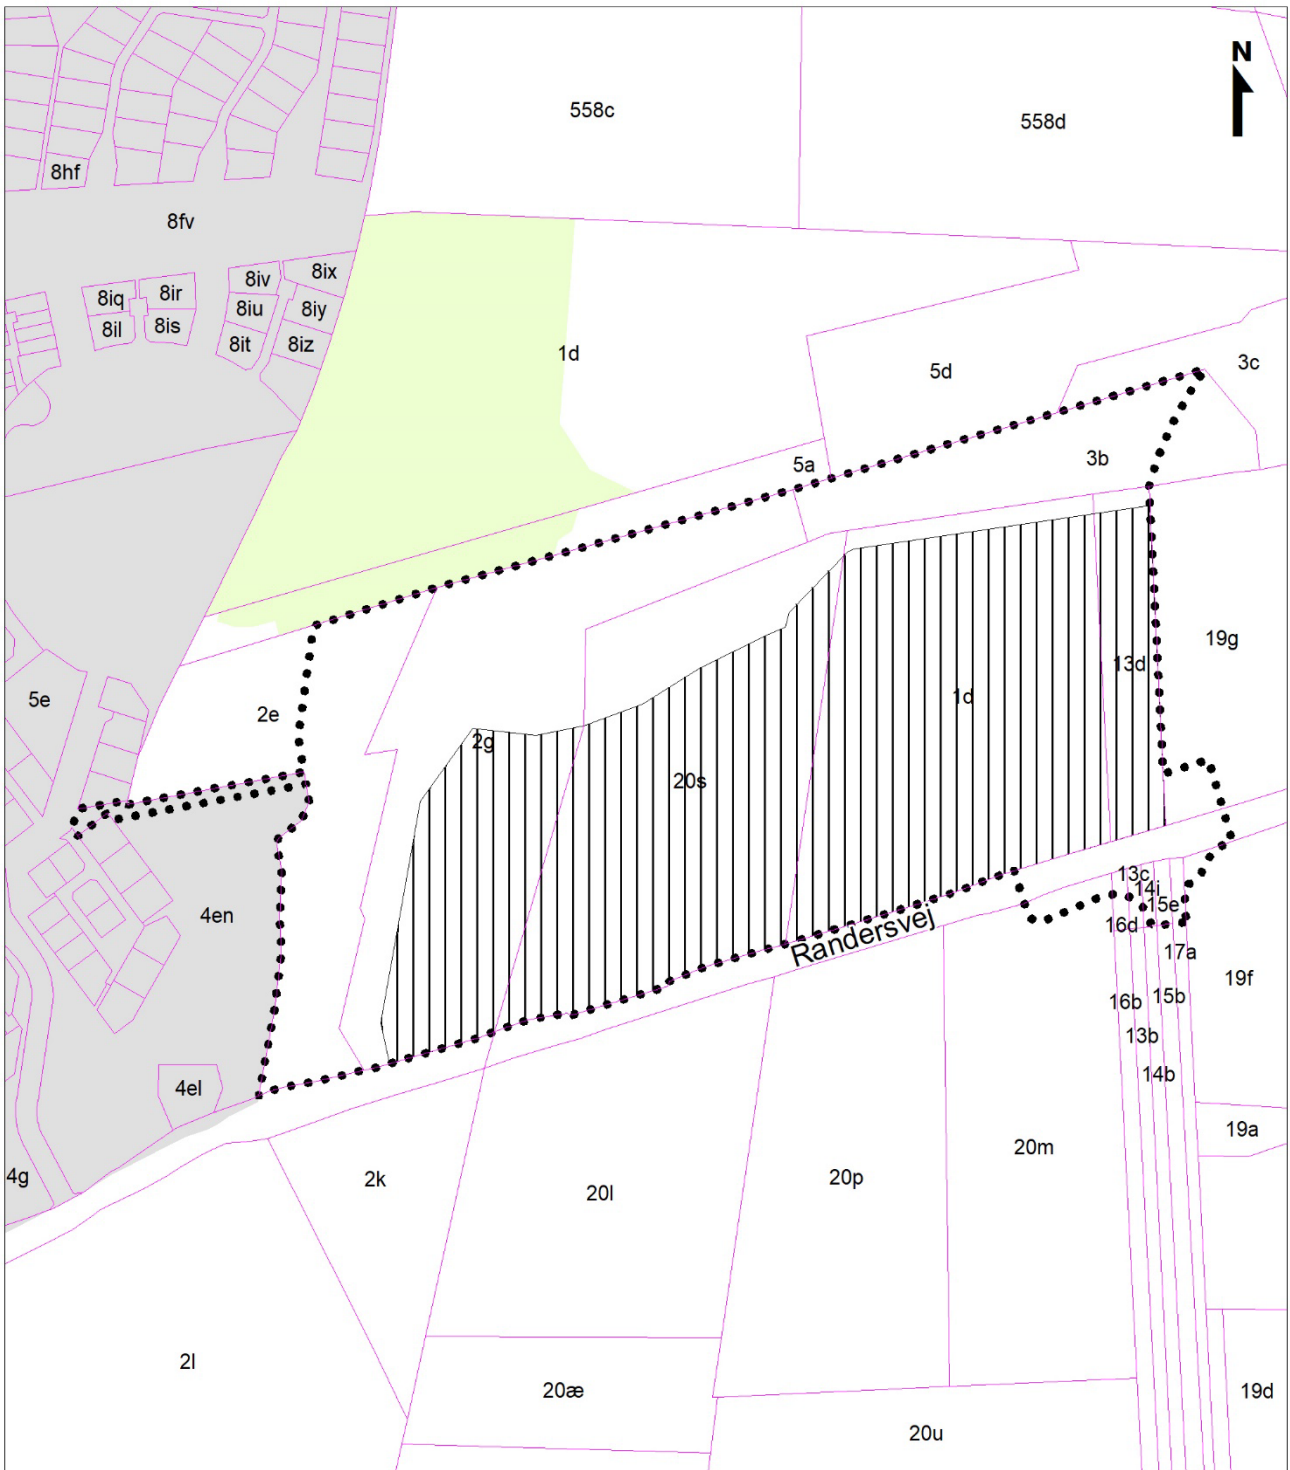 N
558c
558d
8hf
8fv
8ix
8iv
8iq
8ir
8iu
8iy
8il
8is
8it
8iz
1d
5d
3c
5a
3b
19g
13d
5e
1d
2e
2g
20s
13c
14i
15e
4en
16d
Randersvej
17a
19f
16b
15b
13b
14b
4el
19a
20m
4g
2k
20p
20l
2l
20æ
19d
20u